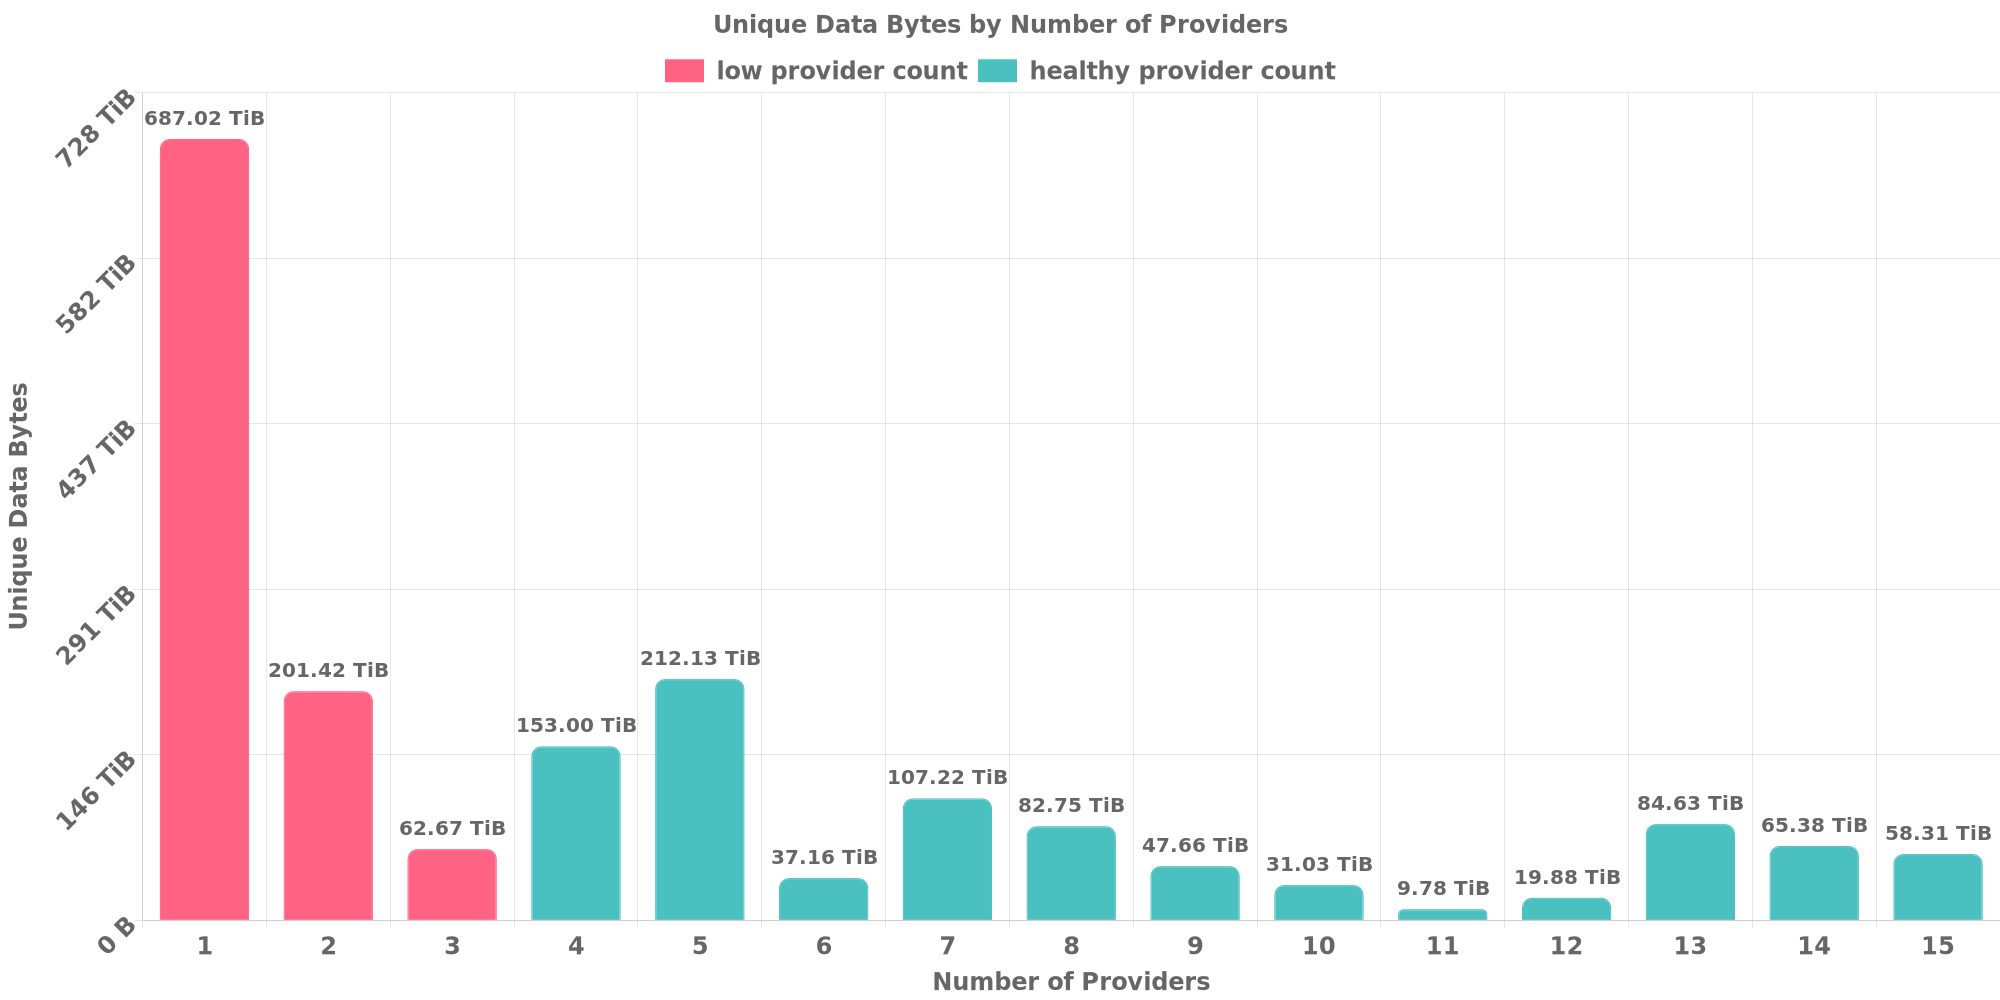 Unique Data Bytes by Number of Providers
low provider count healthy provider count
728 TiB
582 TiB
437 TiB
291 TiB
146 TiB
0 B
Unique Data Bytes
687.02 TiB
201.42 TiB
62.67 TiB
153.00 TiB
212.13 TiB
37.16 TiB
107.22 TiB
82.75 TiB
47.66 TiB
31.03 TiB
9.78 TiB
19.88 TiB
84.63 TiB
65.38 TiB
58.31 TiB
1 2 3 4 5 6 7 8 9 10 11 12 13 14 15
Number of Providers